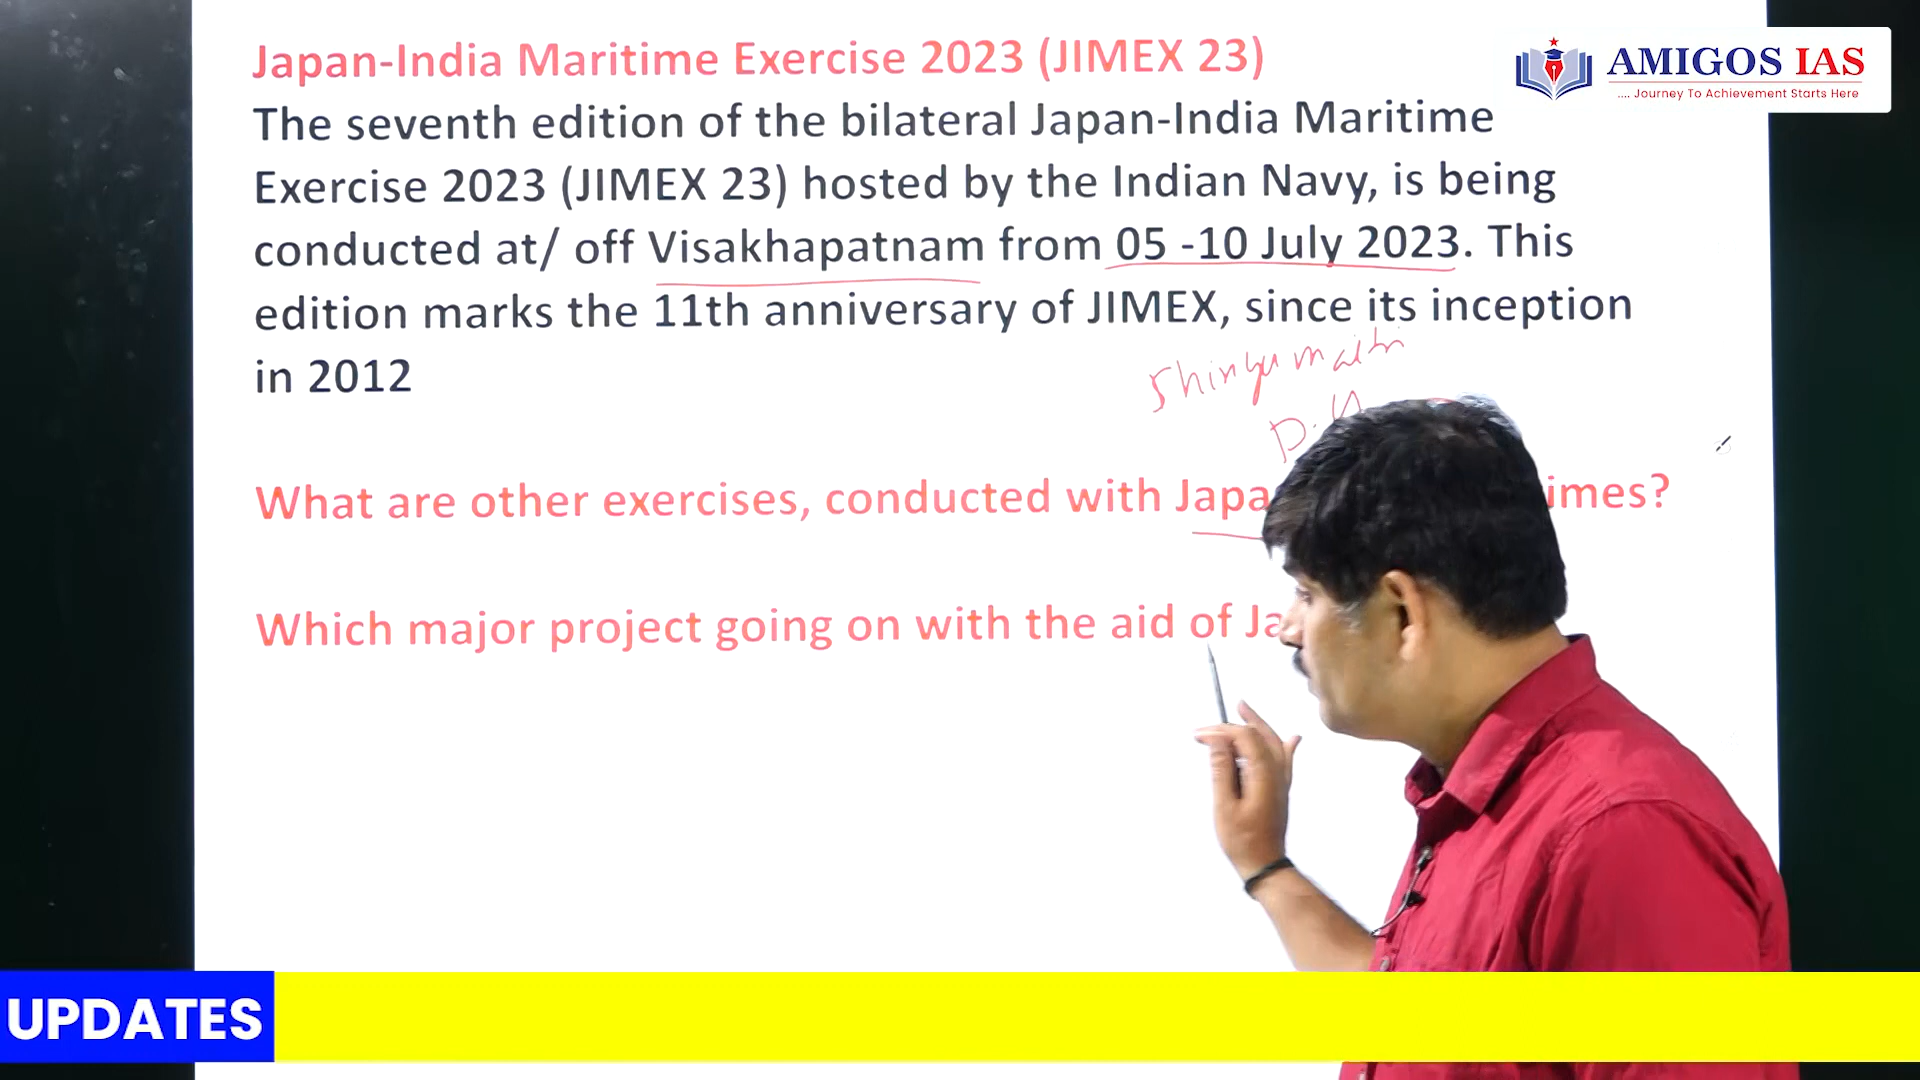 Japan-India Maritime Exercise 2023 (JIMEX 23)
AMIGOS IAS
.... Journey To Achievement Starts Here
The seventh edition of the bilateral Japan-India Maritime
Exercise 2023 (JIMEX 23) hosted by the Indian Navy, is being
conducted at/ off Visakhapatnam from 05 -10 July 2023. This
edition marks the 11th anniversary of JIMEX, since its inception
in 2012
Shinyu maitri
D.
What are other exercises, conducted with Japa imes?
Which major project going on with the aid of Ja
UPDATES